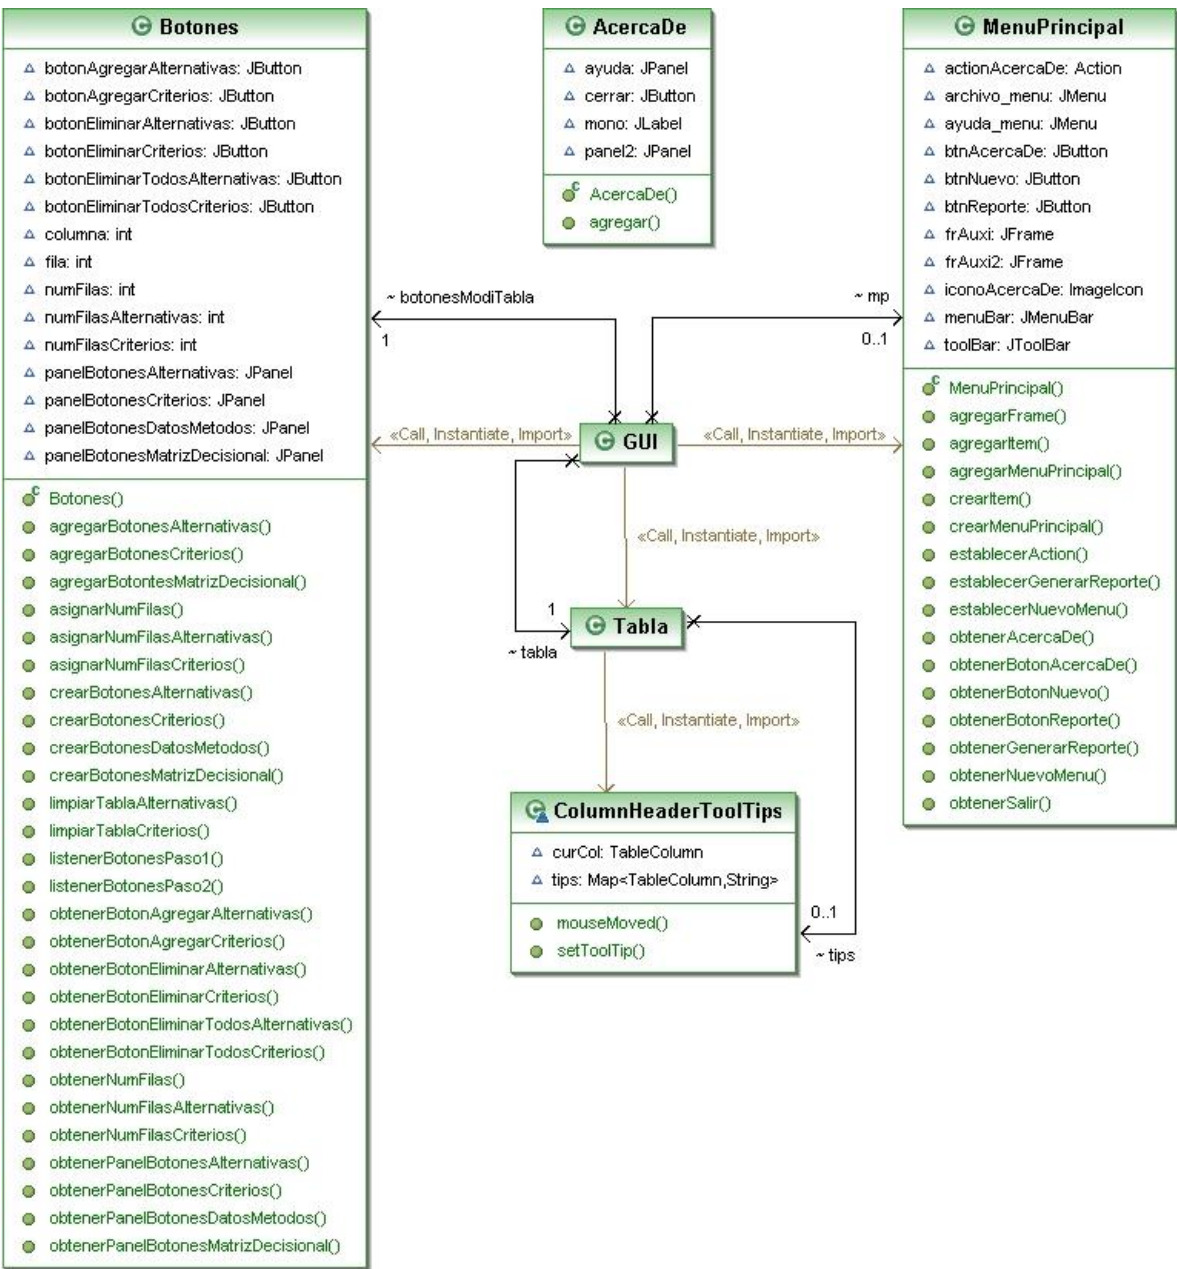 Botones
botonAgregarAlternativas: JButton
botonAgregarCriterios: JButton
botonEliminarAlternativas: JButton
botonEliminarCriterios: JButton
botonEliminarTodosAlternativas: JButton
botonEliminarTodosCriterios: JButton
columna: int
fila: int
numFilas: int
numFilasAlternativas: int
numFilasCriterios: int
panelBotonesAlternativas: JPanel
panelBotonesCriterios: JPanel
panelBotonesDatosMetodos: JPanel
panelBotonesMatrizDecisional: JPanel
Botones()
agregarBotonesAlternativas()
agregarBotonesCriterios()
agregarBotontesMatrizDecisional()
asignarNumFilas()
asignarNumFilasAlternativas()
asignarNumFilasCriterios()
crearBotonesAlternativas()
crearBotonesCriterios()
crearBotonesDatosMetodos()
crearBotonesMatrizDecisional()
limpiarTablaAlternativas()
limpiarTablaCriterios()
listenerBotonesPaso1()
listenerBotonesPaso2()
obtenerBotonAgregarAlternativas()
obtenerBotonAgregarCriterios()
obtenerBotonEliminarAlternativas()
obtenerBotonEliminarCriterios()
obtenerBotonEliminarTodosAlternativas()
obtenerBotonEliminarTodosCriterios()
obtenerNumFilas()
obtenerNumFilasAlternativas()
obtenerNumFilasCriterios()
obtenerPanelBotonesAlternativas()
obtenerPanelBotonesCriterios()
obtenerPanelBotonesDatosMetodos()
obtenerPanelBotonesMatrizDecisional()
AcercaDe
ayuda: JPanel
cerrar: JButton
mono: JLabel
panel2: JPanel
AcercaDe()
agregar()
MenuPrincipal
actionAcercaDe: Action
archivo_menu: JMenu
ayuda_menu: JMenu
btnAcercaDe: JButton
btnNuevo: JButton
btnReporte: JButton
frAuxi: JFrame
frAuxi2: JFrame
iconoAcercaDe: ImageIcon
menuBar: JMenuBar
toolBar: JToolBar
MenuPrincipal()
agregarFrame()
agregarItem()
agregarMenuPrincipal()
crearItem()
crearMenuPrincipal()
establecerAction()
establecerGenerarReporte()
establecerNuevoMenu()
obtenerAcercaDe()
obtenerBotonAcercaDe()
obtenerBotonNuevo()
obtenerBotonReporte()
obtenerGenerarReporte()
obtenerNuevoMenu()
obtenerSalir()
~ botonesModiTabla
1
~ mp
0..1
«Call, Instantiate, Import»
GUI
«Call, Instantiate, Import»
«Call, Instantiate, Import»
1
~ tabla
Tabla
«Call, Instantiate, Import»
ColumnHeaderToolTips
curCol: TableColumn
tips: Map<TableColumn,String>
mouseMoved()
setToolTip()
0..1
~ tips